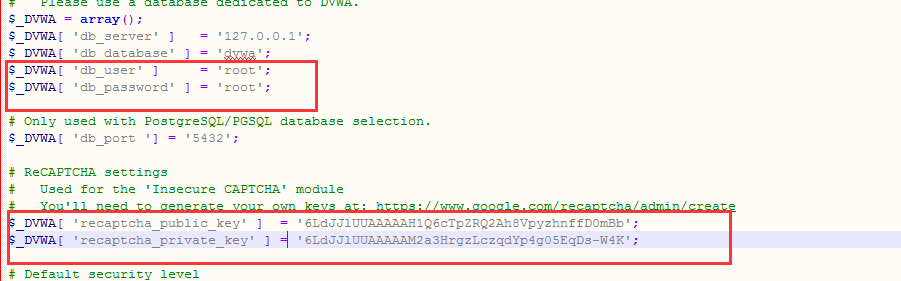 #   Please use a database dedicated to DVWA.
$_DVWA = array();
$_DVWA[ 'db_server' ]   = '127.0.0.1';
$_DVWA[ 'db_database' ] = 'dvwa';
$_DVWA[ 'db_user' ]     = 'root';
$_DVWA[ 'db_password' ] = 'root';
# Only used with PostgreSQL/PGSQL database selection.
$_DVWA[ 'db_port '] = '5432';
# ReCAPTCHA settings
#   Used for the 'Insecure CAPTCHA' module
#   You'll need to generate your own keys at: https://www.google.com/recaptcha/admin/create
$_DVWA[ 'recaptcha_public_key' ]  = '6LdJJlUUAAAAAH1Q6cTpZRQ2Ah8VpyzhnffD0mBb';
$_DVWA[ 'recaptcha_private_key' ] = '6LdJJlUUAAAAAM2a3HrgzLczqdYp4g05EqDs-W4K';
# Default security level